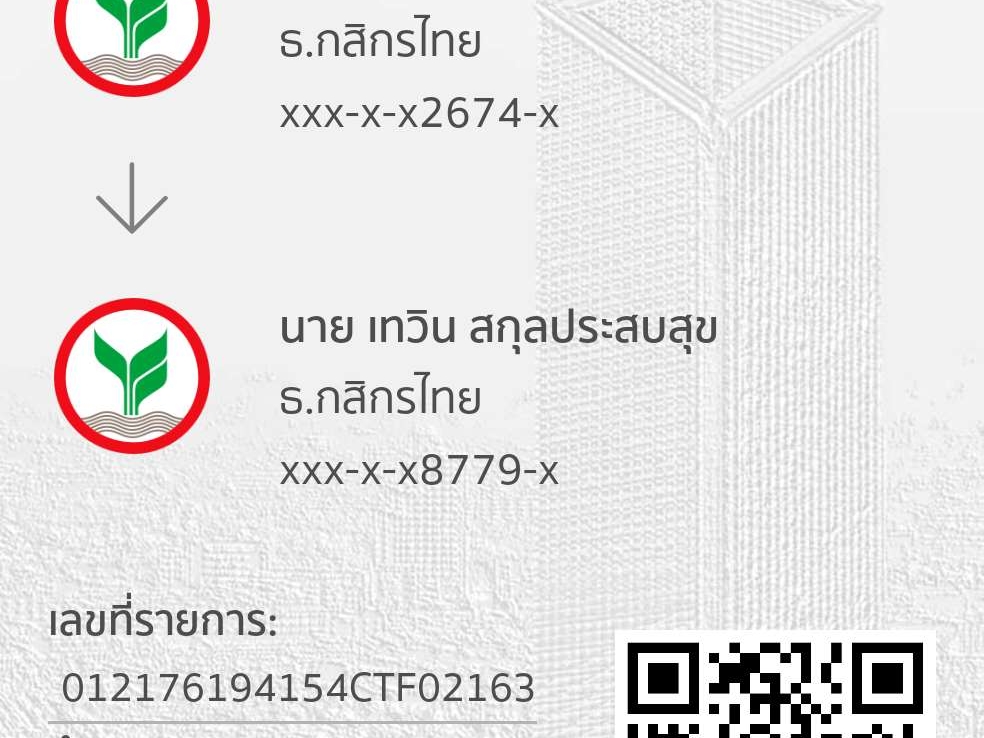 ธ.กสิกรไทย
xxx-x-x2674-x
นาย เทวิน สกุลประสบสุข
ธ.กสิกรไทย
xxx-x-x8779-x
เลขที่รายการ:
012176194154CTF02163